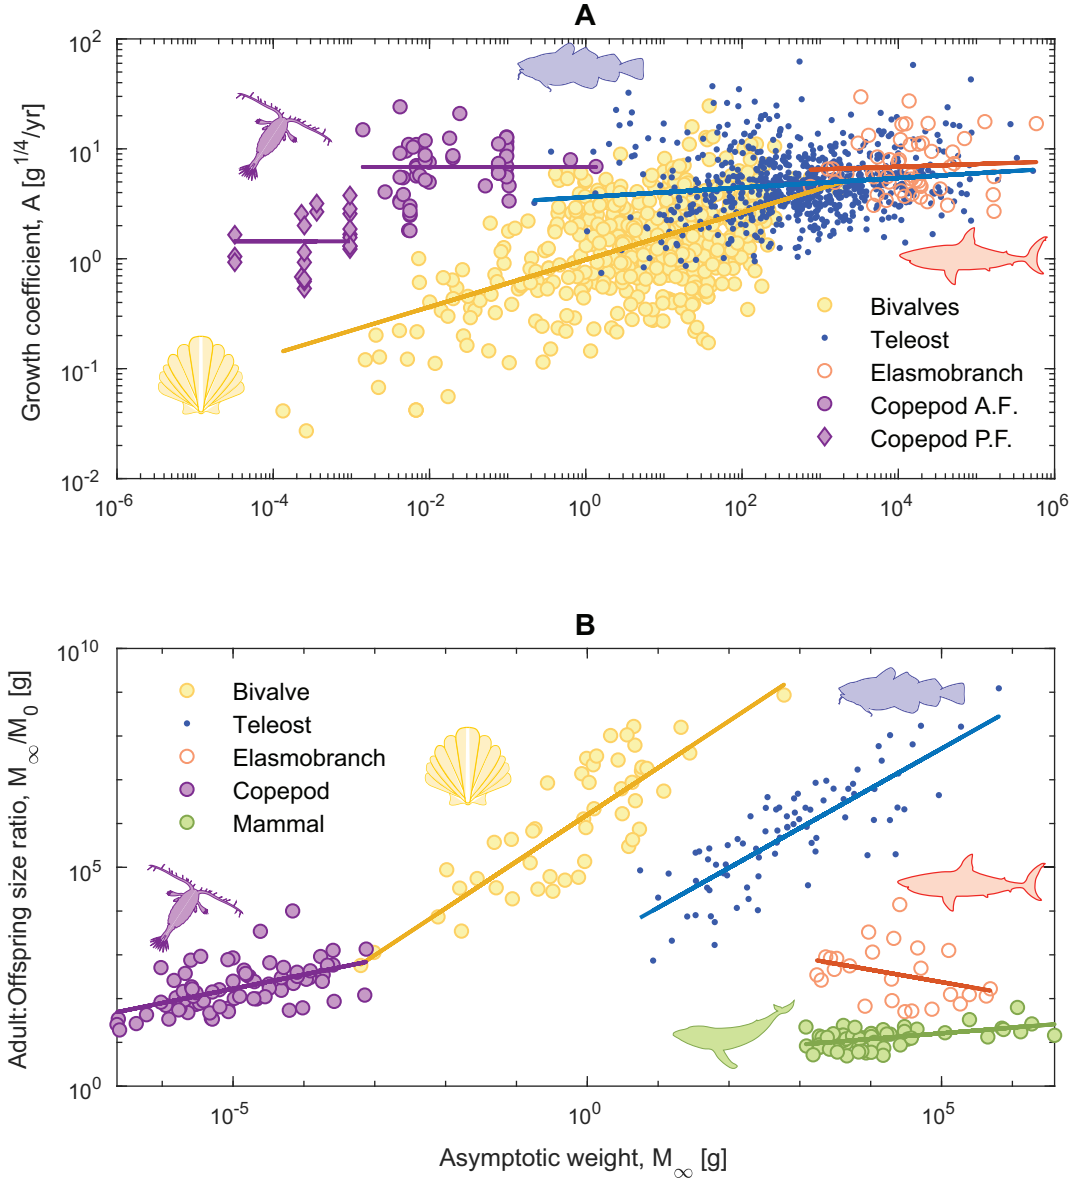 A
Growth coefficient, A [g^1/4/yr]
10^2
10^1
10^0
10^-1
10^-2
10^-6
10^-4
10^-2
10^0
10^2
10^4
10^6
Bivalves
Teleost
Elasmobranch
Copepod A.F.
Copepod P.F.
B
Adult:Offspring size ratio, M_∞/M_0 [g]
10^10
10^5
10^0
Bivalve
Teleost
Elasmobranch
Copepod
Mammal
10^-5
10^0
10^5
Asymptotic weight, M_∞ [g]